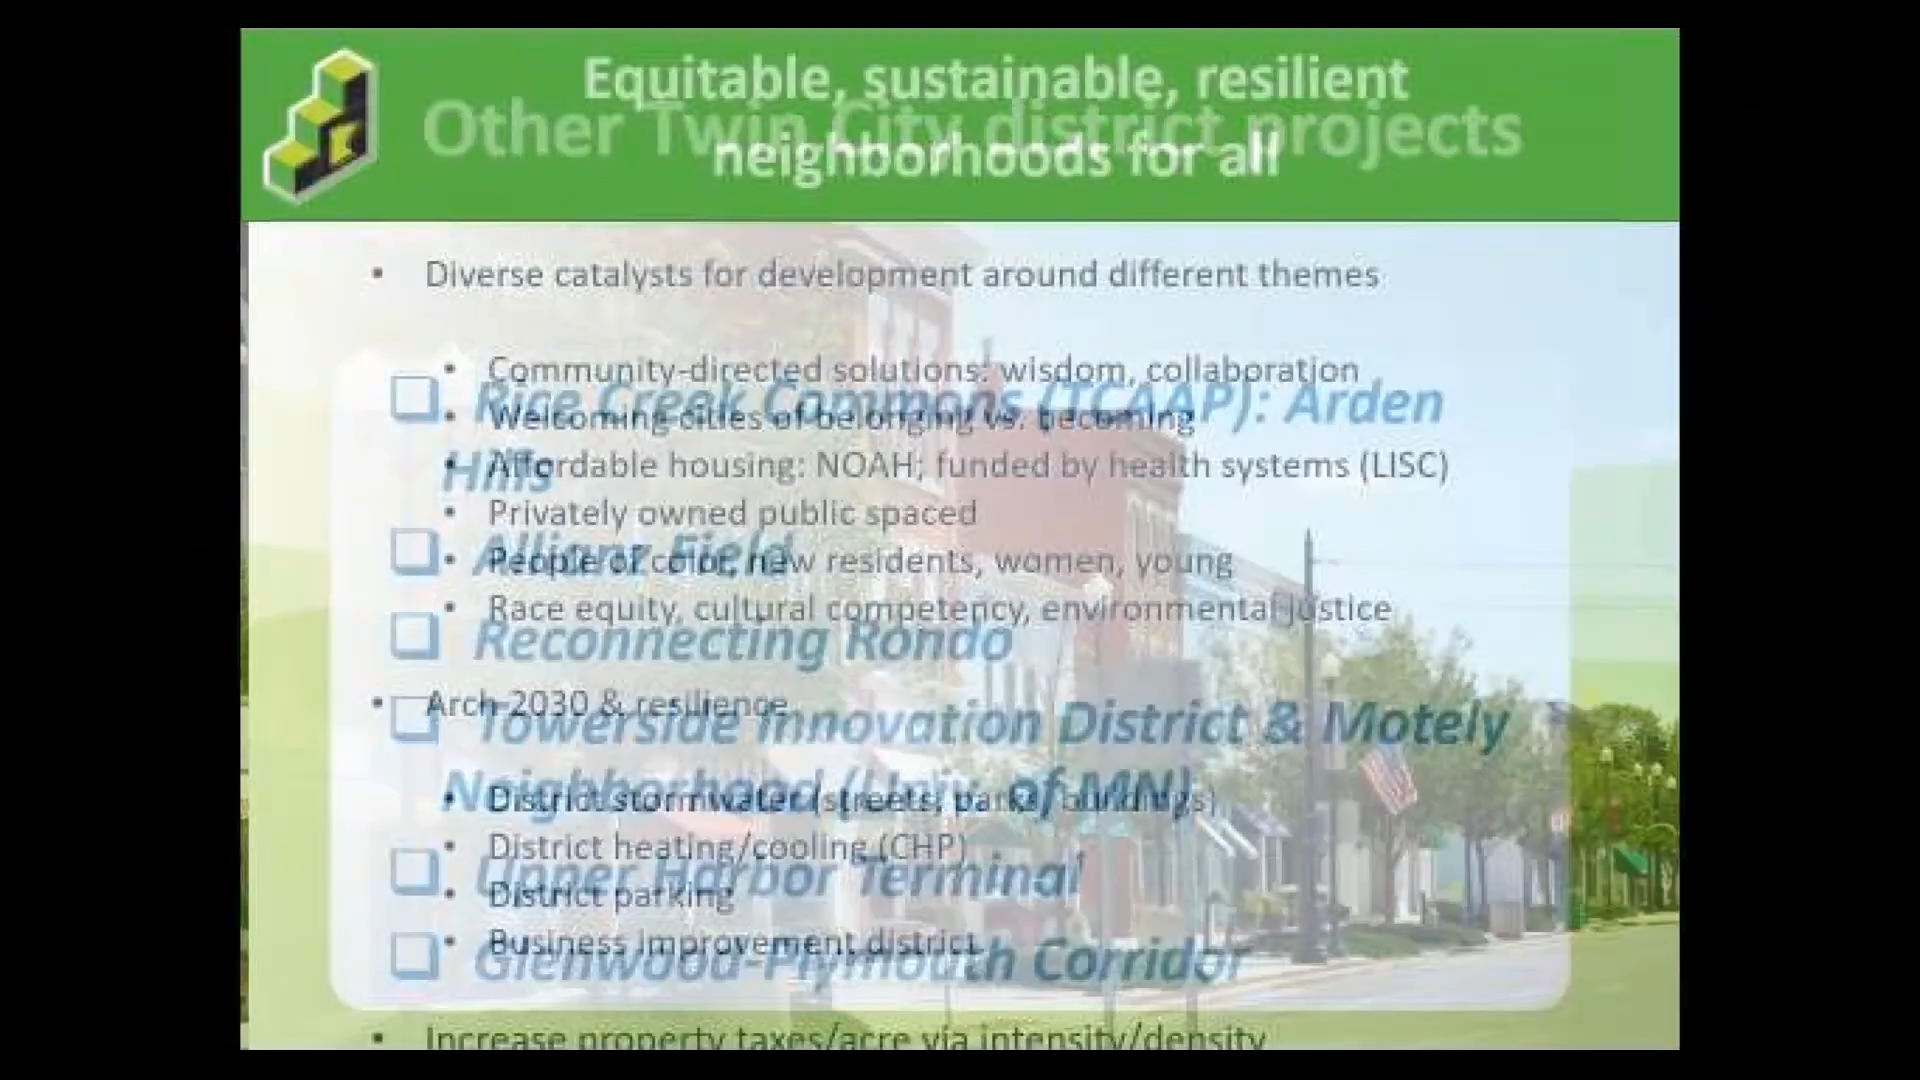 Equitable, sustainable, resilient
neighborhoods for all
Other Twin City district projects
• Diverse catalysts for development around different themes
• Community-directed solutions: wisdom, collaboration
• Welcoming cities of belonging vs. becoming
• Affordable housing: NOAH; funded by health systems (LISC)
• Privately owned public spaced
• People of color, new residents, women, young
• Race equity, cultural competency, environmental justice
• Arch-2030 & resilience
• District stormwater (streets, parks, buildings)
• District heating/cooling (CHP)
• District parking
• Business improvement district
• Increase property taxes/acre via intensity/density
❑ Rice Creek Commons (TCAAP): Arden
Hills
❑ Allianz Field
❑ Reconnecting Rondo
❑ Towerside Innovation District & Motely
Neighborhood (Univ. of MN)
❑ Upper Harbor Terminal
❑ Glenwood-Plymouth Corridor